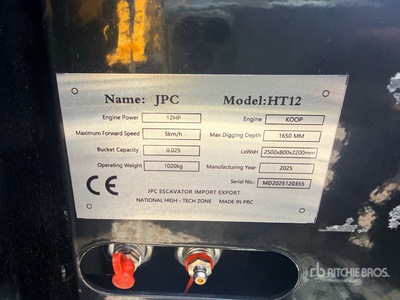 Name: JPC Model:HT12
Engine Power 12HP Engine KOOP
Maximum Forward Speed 5km/h Max Digging Depth 1650 MM
Bucket Capacity 0.025 LxWxH 2500x800x2200mm
Operating Weight 1020kg Manufacturing Year 2025
Serial No.: MD2025120355
CE
JPC ESCAVATOR IMPORT EXPORT
NATIONAL HIGH - TECH ZONE MADE IN PRC
rb RITCHIE BROS.